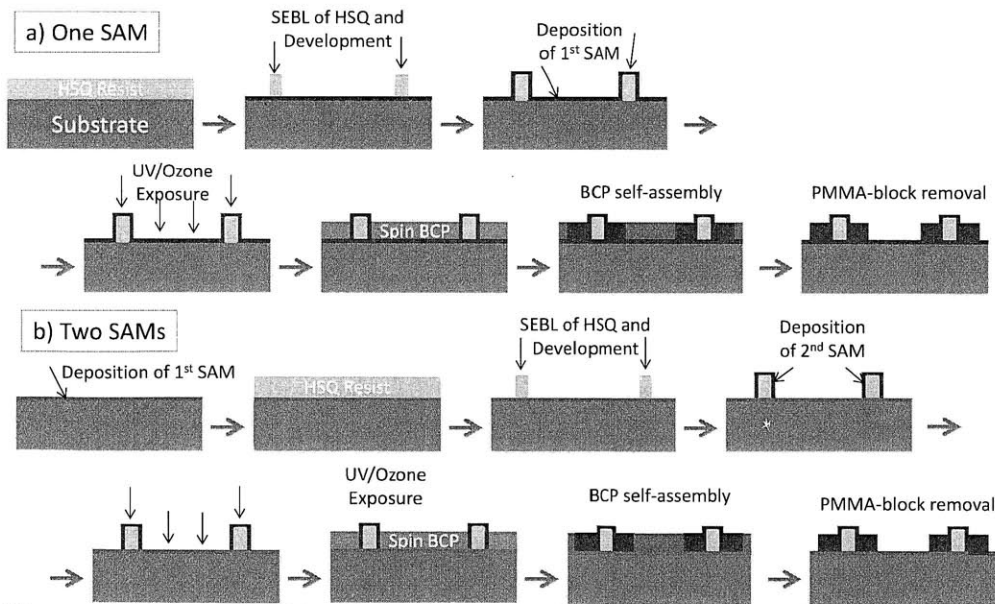 a) One SAM
SEBL of HSQ and
Development
Deposition
of 1st SAM
HSQ Resist
Substrate
UV/Ozone
Exposure
Spin BCP
BCP self-assembly
PMMA-block removal
b) Two SAMs
Deposition of 1st SAM
HSQ Resist
SEBL of HSQ and
Development
Deposition
of 2nd SAM
UV/Ozone
Exposure
Spin BCP
BCP self-assembly
PMMA-block removal